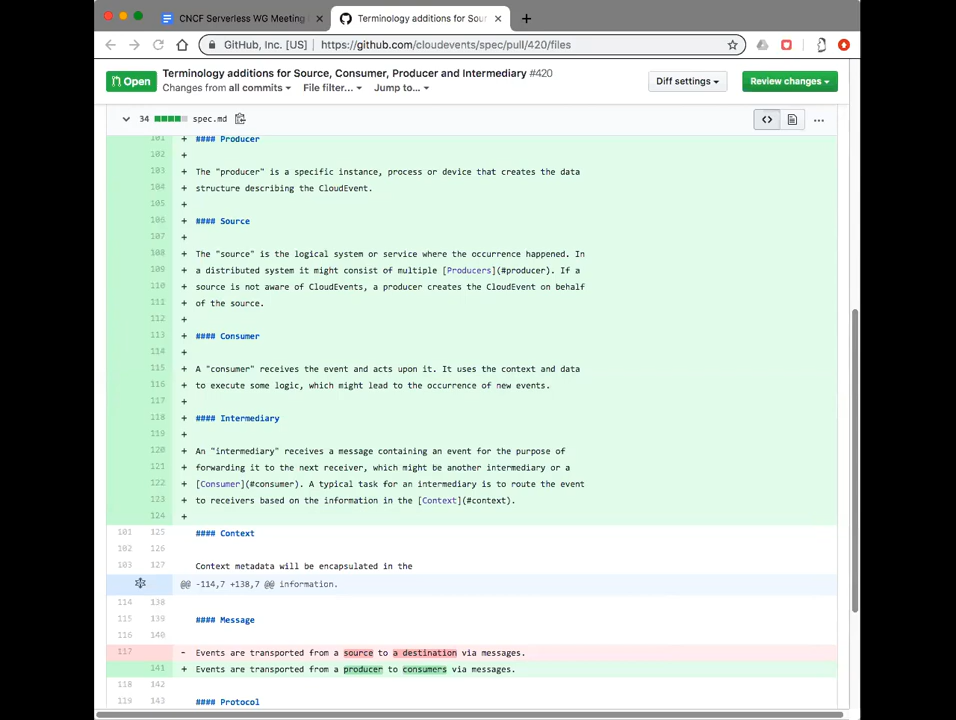 CNCF Serverless WG Meeting
Terminology additions for Sour
GitHub, Inc. [US] https://github.com/cloudevents/spec/pull/420/files
Open
Terminology additions for Source, Consumer, Producer and Intermediary #420
Changes from all commits File filter... Jump to...
Diff settings
Review changes
34 spec.md
101 + #### Producer
102 +
103 + The "producer" is a specific instance, process or device that creates the data
104 + structure describing the CloudEvent.
105 +
106 + #### Source
107 +
108 + The "source" is the logical system or service where the occurrence happened. In
109 + a distributed system it might consist of multiple [Producers](#producer). If a
110 + source is not aware of CloudEvents, a producer creates the CloudEvent on behalf
111 + of the source.
112 +
113 + #### Consumer
114 +
115 + A "consumer" receives the event and acts upon it. It uses the context and data
116 + to execute some logic, which might lead to the occurrence of new events.
117 +
118 + #### Intermediary
119 +
120 + An "intermediary" receives a message containing an event for the purpose of
121 + forwarding it to the next receiver, which might be another intermediary or a
122 + [Consumer](#consumer). A typical task for an intermediary is to route the event
123 + to receivers based on the information in the [Context](#context).
124 +
101 125 #### Context
102 126
103 127 Context metadata will be encapsulated in the
@@ -114,7 +138,7 @@ information.
114 138
115 139 #### Message
116 140
117 - Events are transported from a source to a destination via messages.
141 + Events are transported from a producer to consumers via messages.
118 142
119 143 #### Protocol